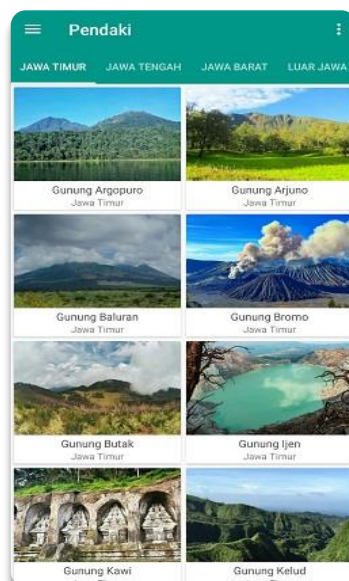 Pendaki
JAWA TIMUR JAWA TENGAH JAWA BARAT LUAR JAWA
Gunung Argopuro
Jawa Timur
Gunung Arjuno
Jawa Timur
Gunung Baluran
Jawa Timur
Gunung Bromo
Jawa Timur
Gunung Butak
Jawa Timur
Gunung Ijen
Jawa Timur
Gunung Kawi
Gunung Kelud